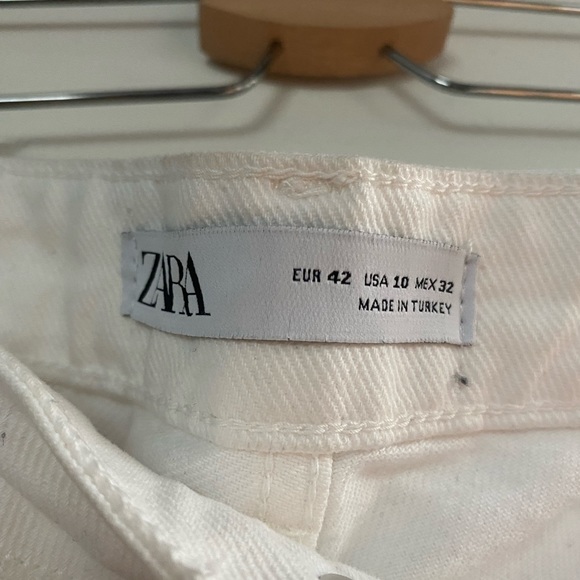 ZARA
EUR 42 USA 10 MEX 32
MADE IN TURKEY